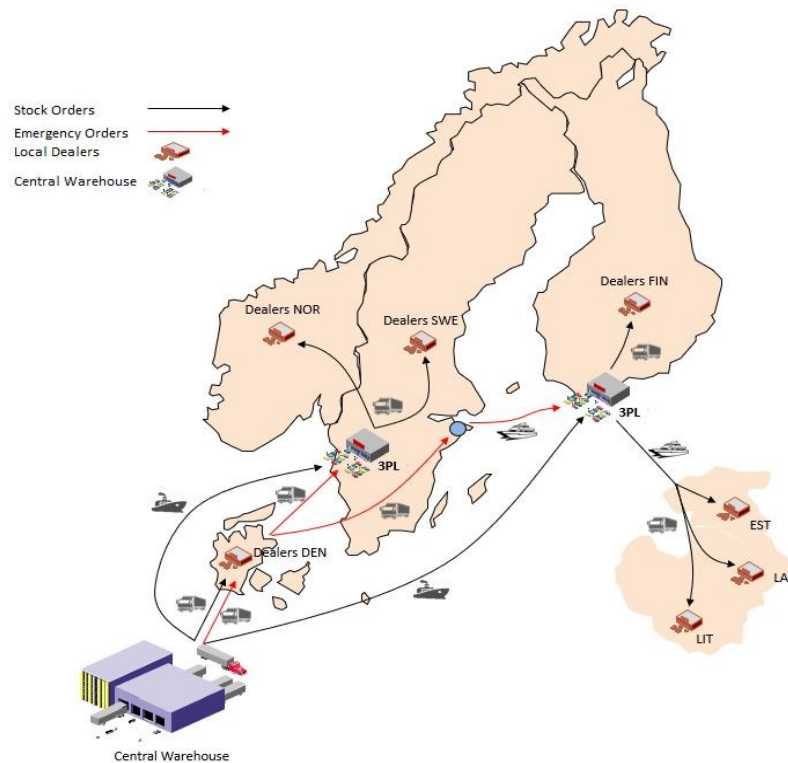 Stock Orders
Emergency Orders
Local Dealers
Central Warehouse
Dealers FIN
Dealers NOR
Dealers SWE
3PL
3PL
EST
Dealers DEN
LA
LIT
Central Warehouse